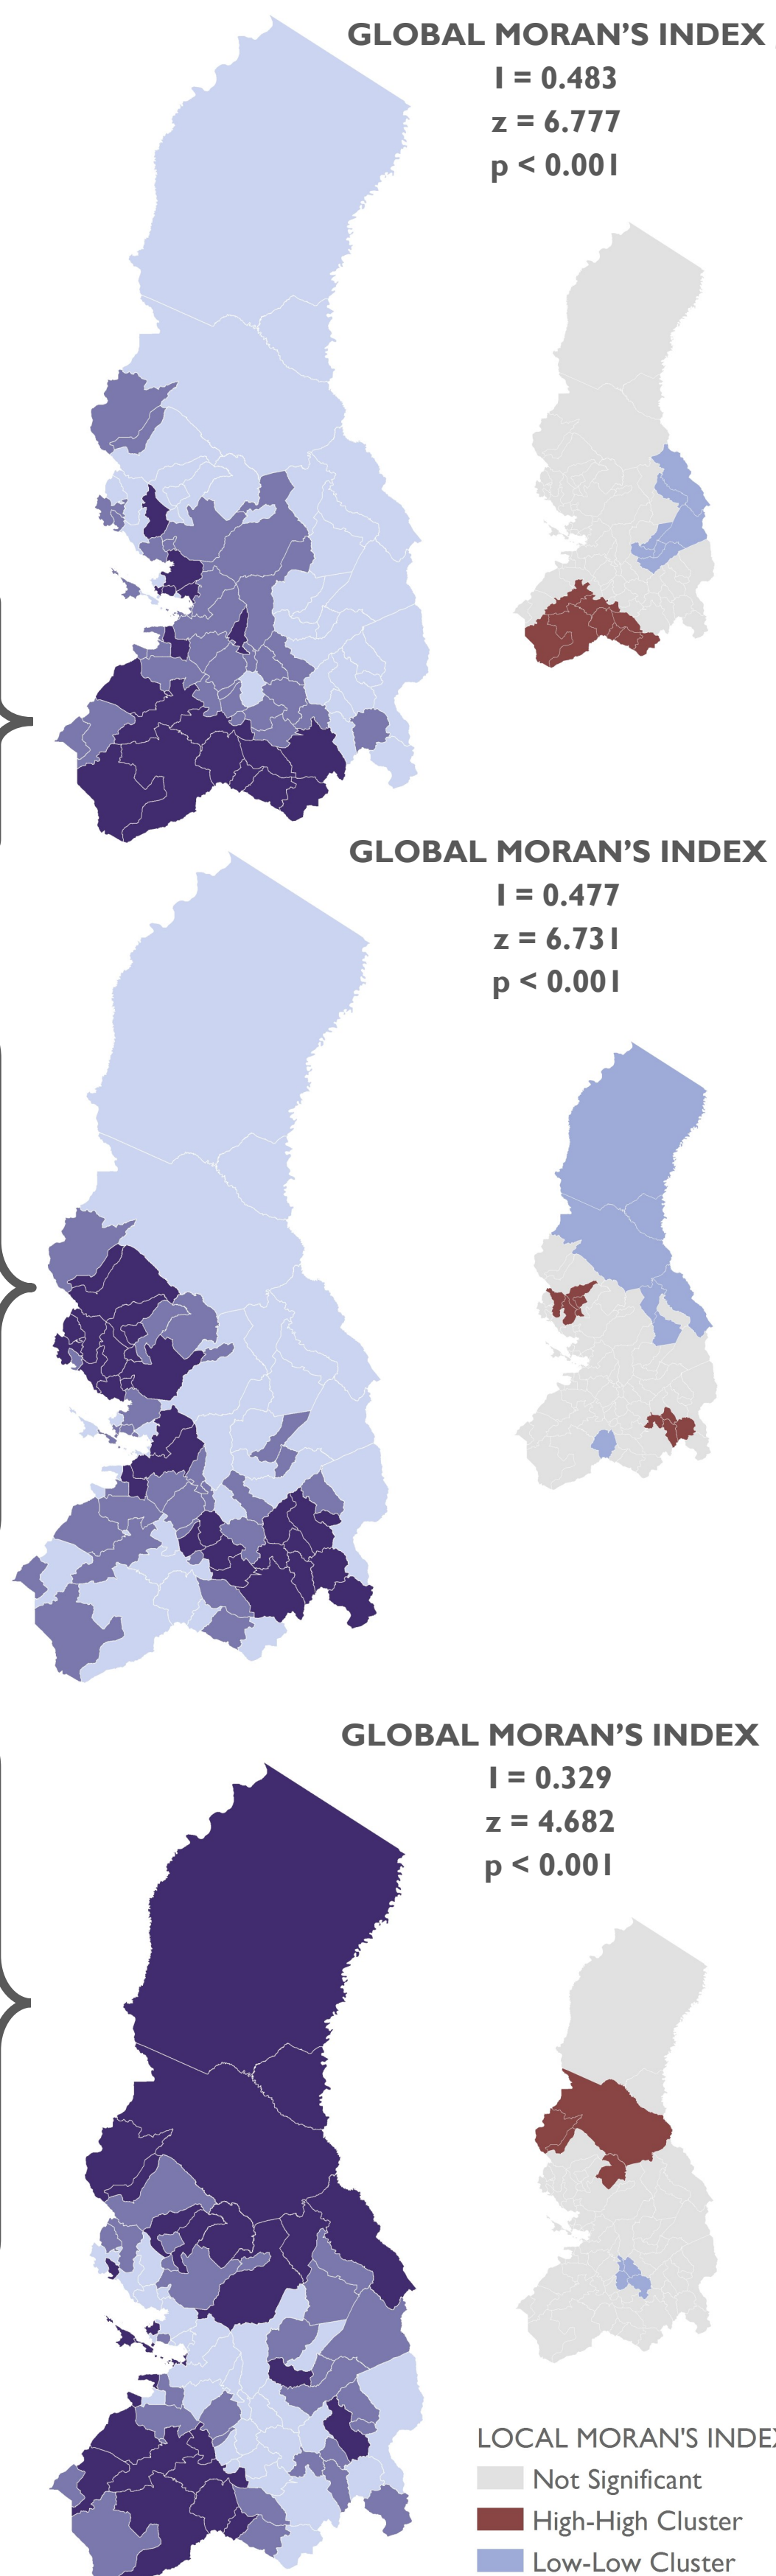 GLOBAL MORAN’S INDEX
I = 0.483
z = 6.777
p < 0.001
GLOBAL MORAN’S INDEX
I = 0.477
z = 6.731
p < 0.001
GLOBAL MORAN’S INDEX
I = 0.329
z = 4.682
p < 0.001
LOCAL MORAN'S INDEX
Not Significant
High-High Cluster
Low-Low Cluster